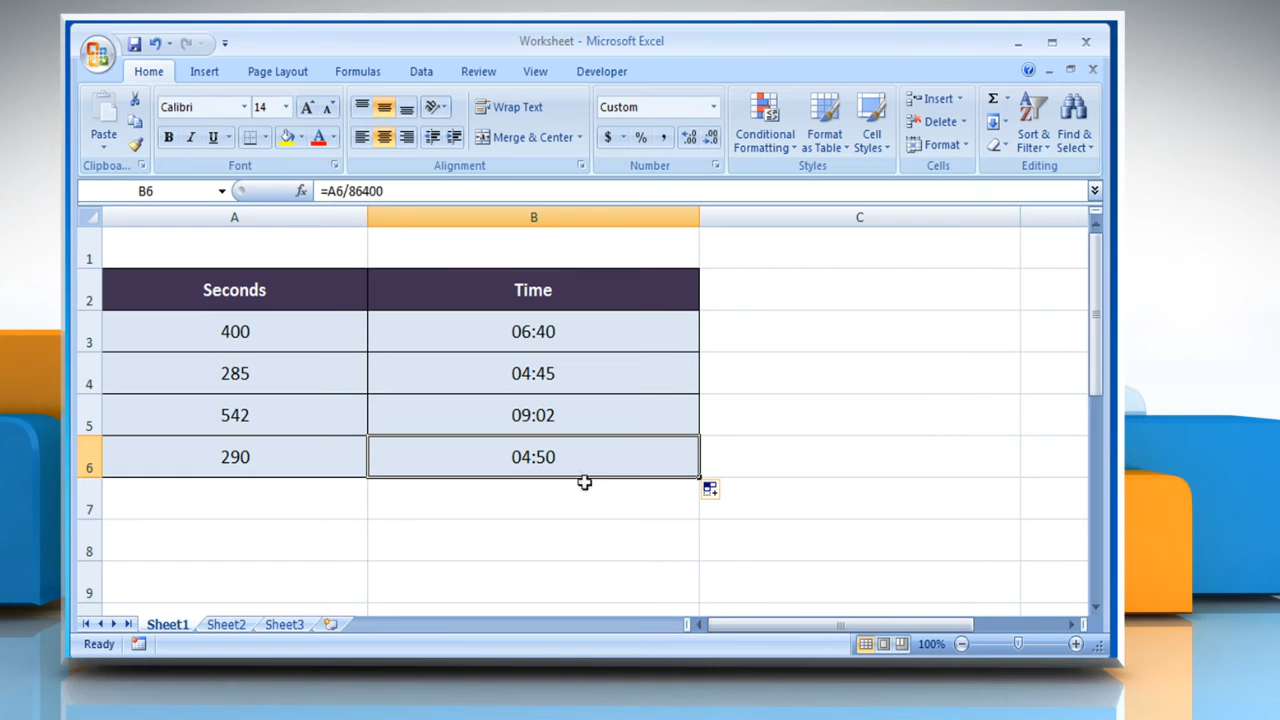 Worksheet - Microsoft Excel
Home Insert Page Layout Formulas Data Review View Developer
Paste
Clipboa...
Calibri 14
B I U
Font
Wrap Text
Merge & Center
Alignment
Custom
$ % ,
Number
Conditional Formatting
Format as Table
Cell Styles
Styles
Insert
Delete
Format
Cells
Sort & Filter
Find & Select
Editing
B6 fx =A6/86400
A B C
1
2 Seconds Time
3 400 06:40
4 285 04:45
5 542 09:02
6 290 04:50
7
8
9
Sheet1 Sheet2 Sheet3
Ready 100%